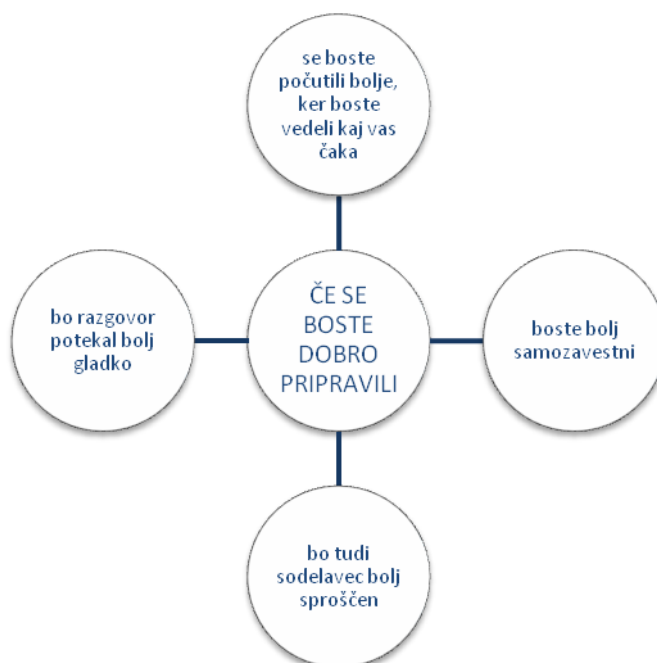 se boste
počutili bolje,
ker boste
vedeli kaj vas
čaka
bo razgovor
potekal bolj
gladko
ČE SE
BOSTE
DOBRO
PRIPRAVILI
boste bolj
samozavestni
bo tudi
sodelavec bolj
sproščen